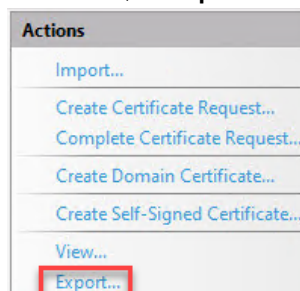 Actions
Import...
Create Certificate Request...
Complete Certificate Request...
Create Domain Certificate...
Create Self-Signed Certificate...
View...
Export...